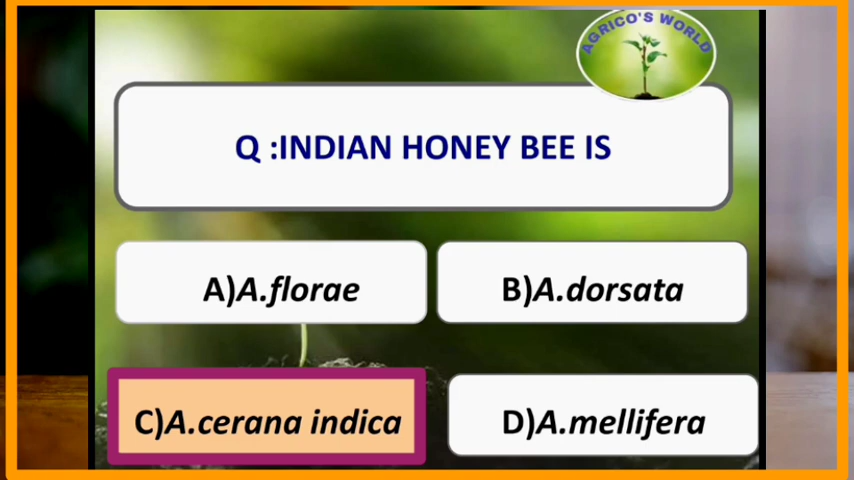 AGRICO'S WORLD
Q :INDIAN HONEY BEE IS
A)A.florae
B)A.dorsata
C)A.cerana indica
D)A.mellifera